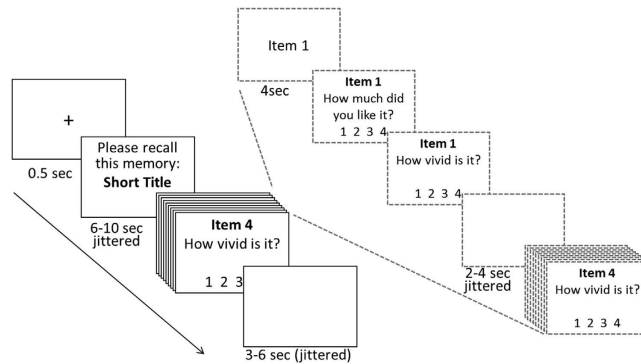 +
0.5 sec
Please recall
this memory:
Short Title
6-10 sec
jittered
Item 4
How vivid is it?
1 2 3
3-6 sec (jittered)
Item 1
4sec
Item 1
How much did
you like it?
1 2 3 4
Item 1
How vivid is it?
1 2 3 4
2-4 sec
jittered
Item 4
How vivid is it?
1 2 3 4